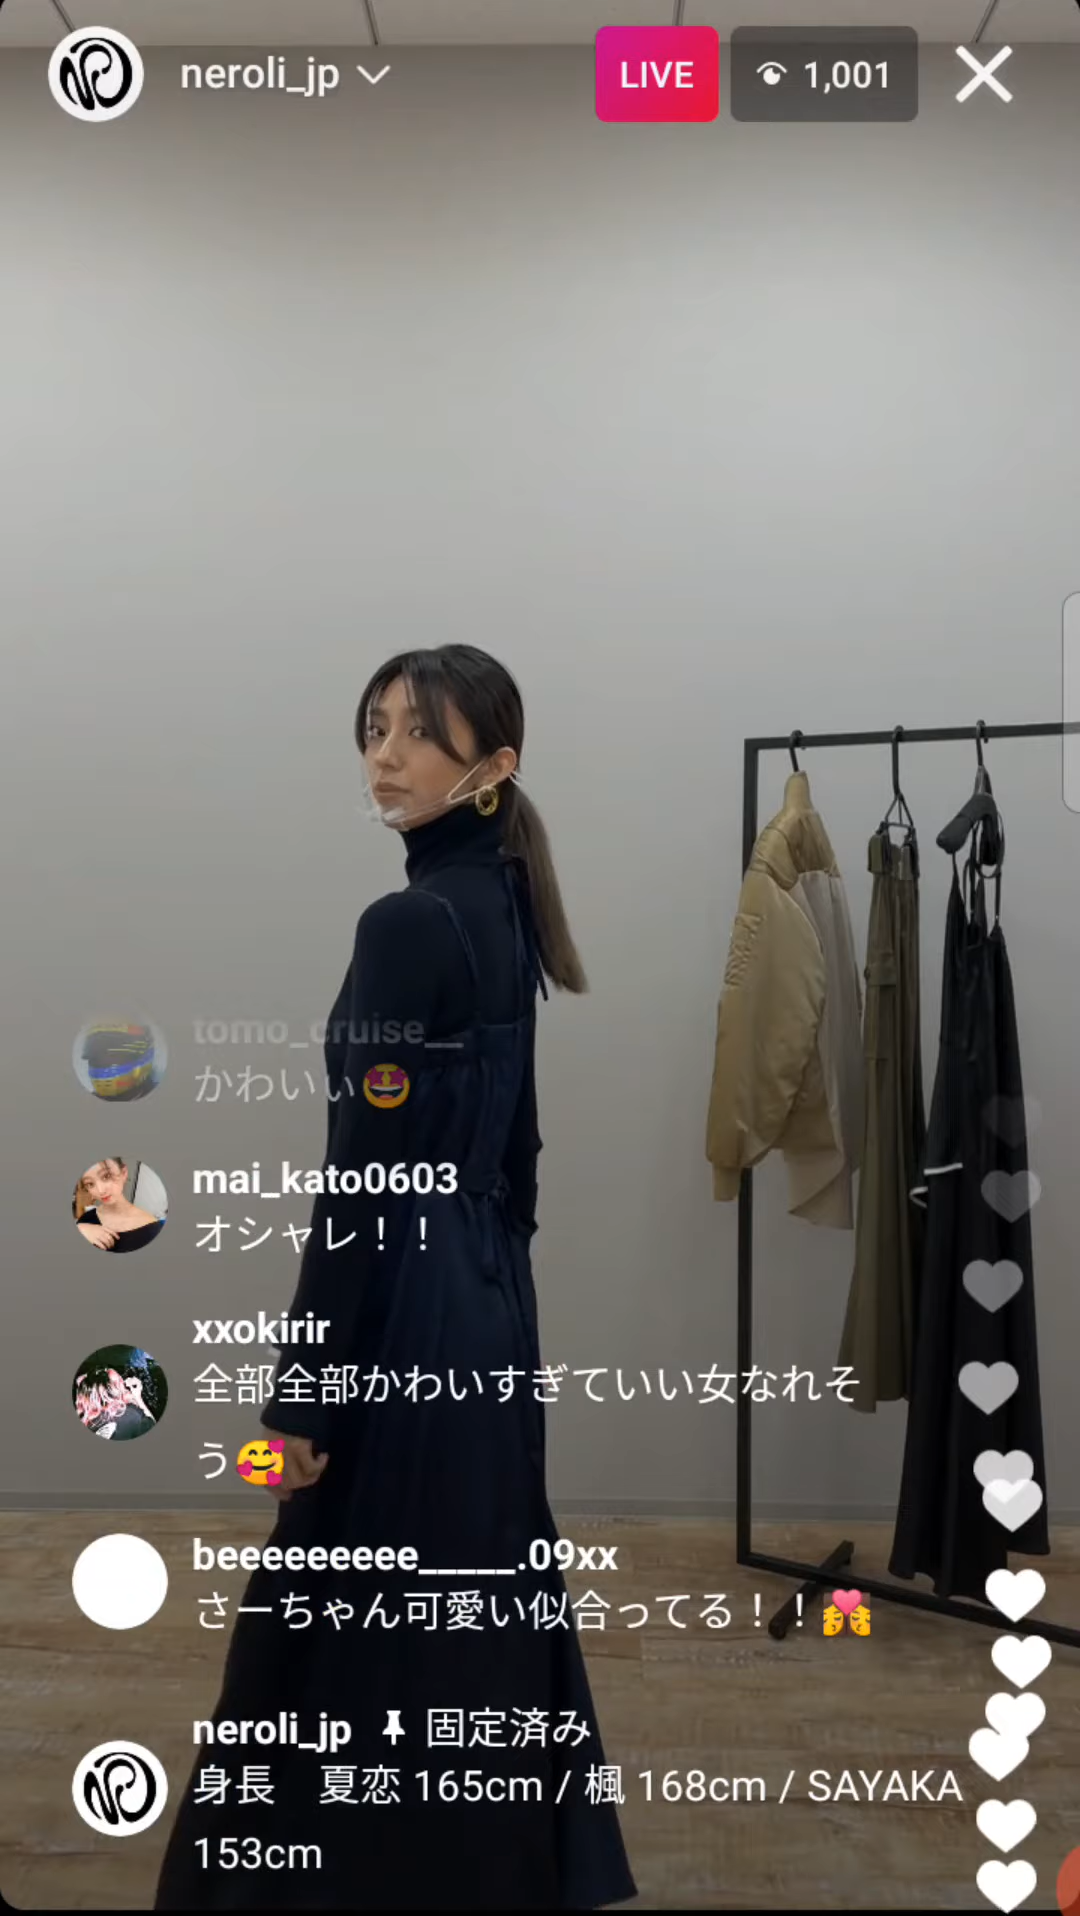 neroli_jp
LIVE
1,001
tomo_cruise__
かわいぃ🤩
mai_kato0603
オシャレ！！
xxokirir
全部全部かわいすぎていい女なれそ
う🥰
beeeeeeeee_____.09xx
さーちゃん可愛い似合ってる！！💏
neroli_jp 固定済み
身長　夏恋 165cm / 楓 168cm / SAYAKA
153cm